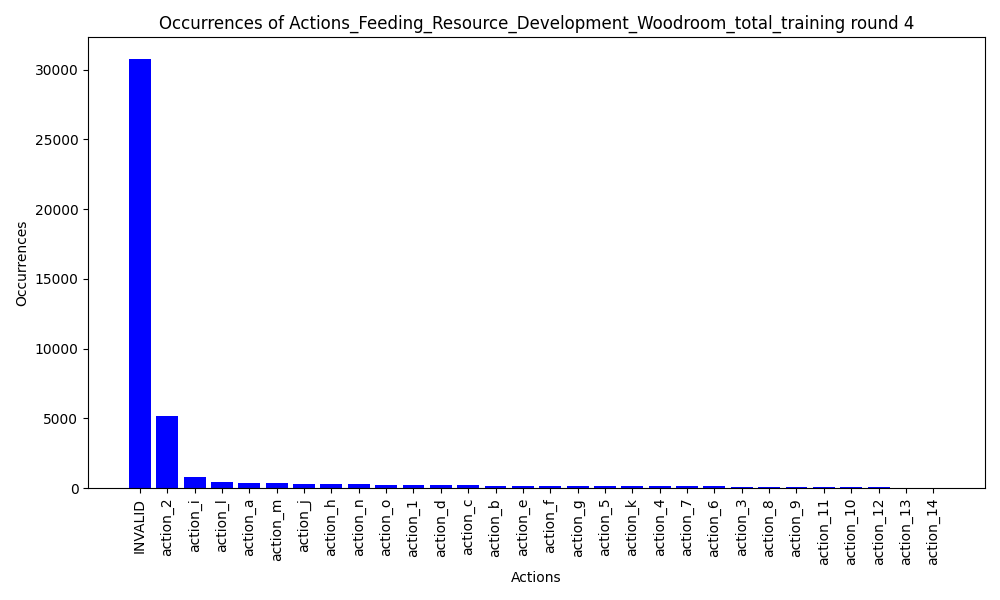 Occurrences of Actions_Feeding_Resource_Development_Woodroom_total_training round 4
30000
25000
20000
15000
10000
5000
0
Occurrences
INVALID
action_2
action_i
action_l
action_a
action_m
action_j
action_h
action_n
action_o
action_1
action_d
action_c
action_b
action_e
action_f
action_g
action_5
action_k
action_4
action_7
action_6
action_3
action_8
action_9
action_11
action_10
action_12
action_13
action_14
Actions